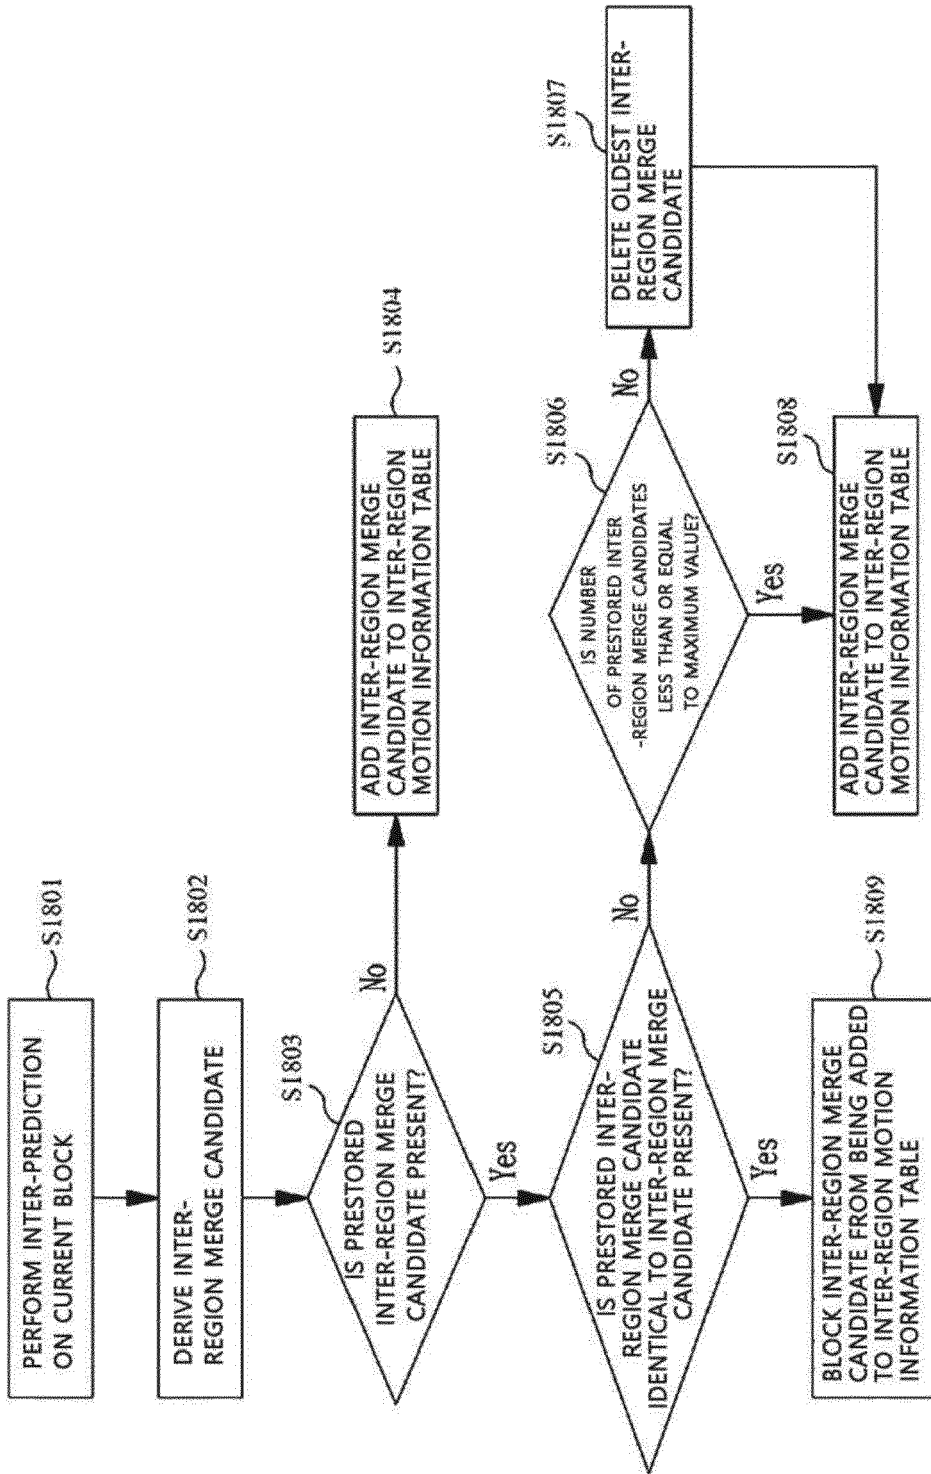 PERFORM INTER-PREDICTION
ON CURRENT BLOCK
S1801
DERIVE INTER-
REGION MERGE CANDIDATE
S1802
IS PRESTORED
INTER-REGION MERGE
CANDIDATE PRESENT?
S1803
No
Yes
ADD INTER-REGION MERGE
CANDIDATE TO INTER-REGION
MOTION INFORMATION TABLE
S1804
IS PRESTORED INTER-
REGION MERGE CANDIDATE
IDENTICAL TO INTER-REGION MERGE
CANDIDATE PRESENT?
S1805
No
Yes
IS NUMBER
OF PRESTORED INTER
-REGION MERGE CANDIDATES
LESS THAN OR EQUAL
TO MAXIMUM VALUE?
S1806
No
Yes
DELETE OLDEST INTER-
REGION MERGE
CANDIDATE
S1807
ADD INTER-REGION MERGE
CANDIDATE TO INTER-REGION
MOTION INFORMATION TABLE
S1808
BLOCK INTER-REGION MERGE
CANDIDATE FROM BEING ADDED
TO INTER-REGION MOTION
INFORMATION TABLE
S1809